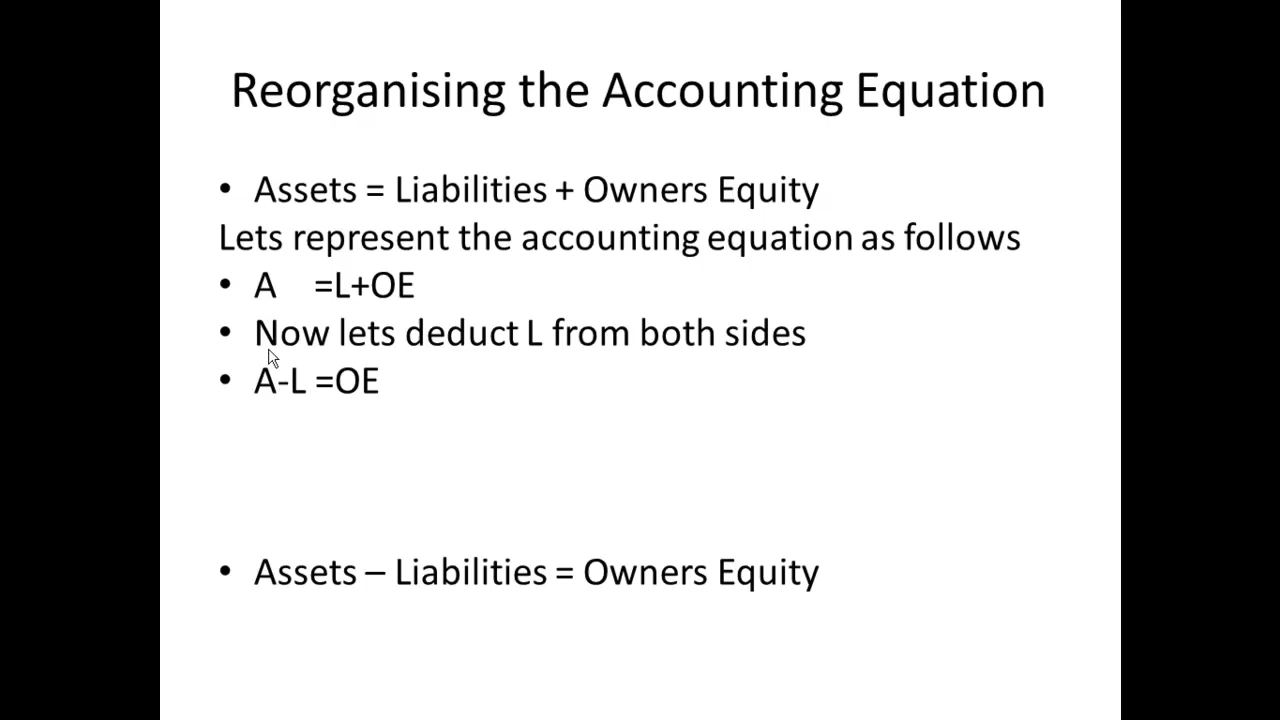 Reorganising the Accounting Equation
• Assets = Liabilities + Owners Equity
Lets represent the accounting equation as follows
• A =L+OE
• Now lets deduct L from both sides
• A-L =OE
• Assets – Liabilities = Owners Equity